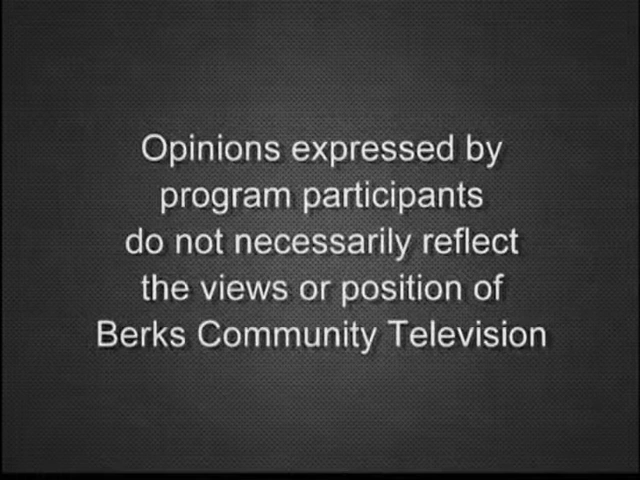 Opinions expressed by
program participants
do not necessarily reflect
the views or position of
Berks Community Television